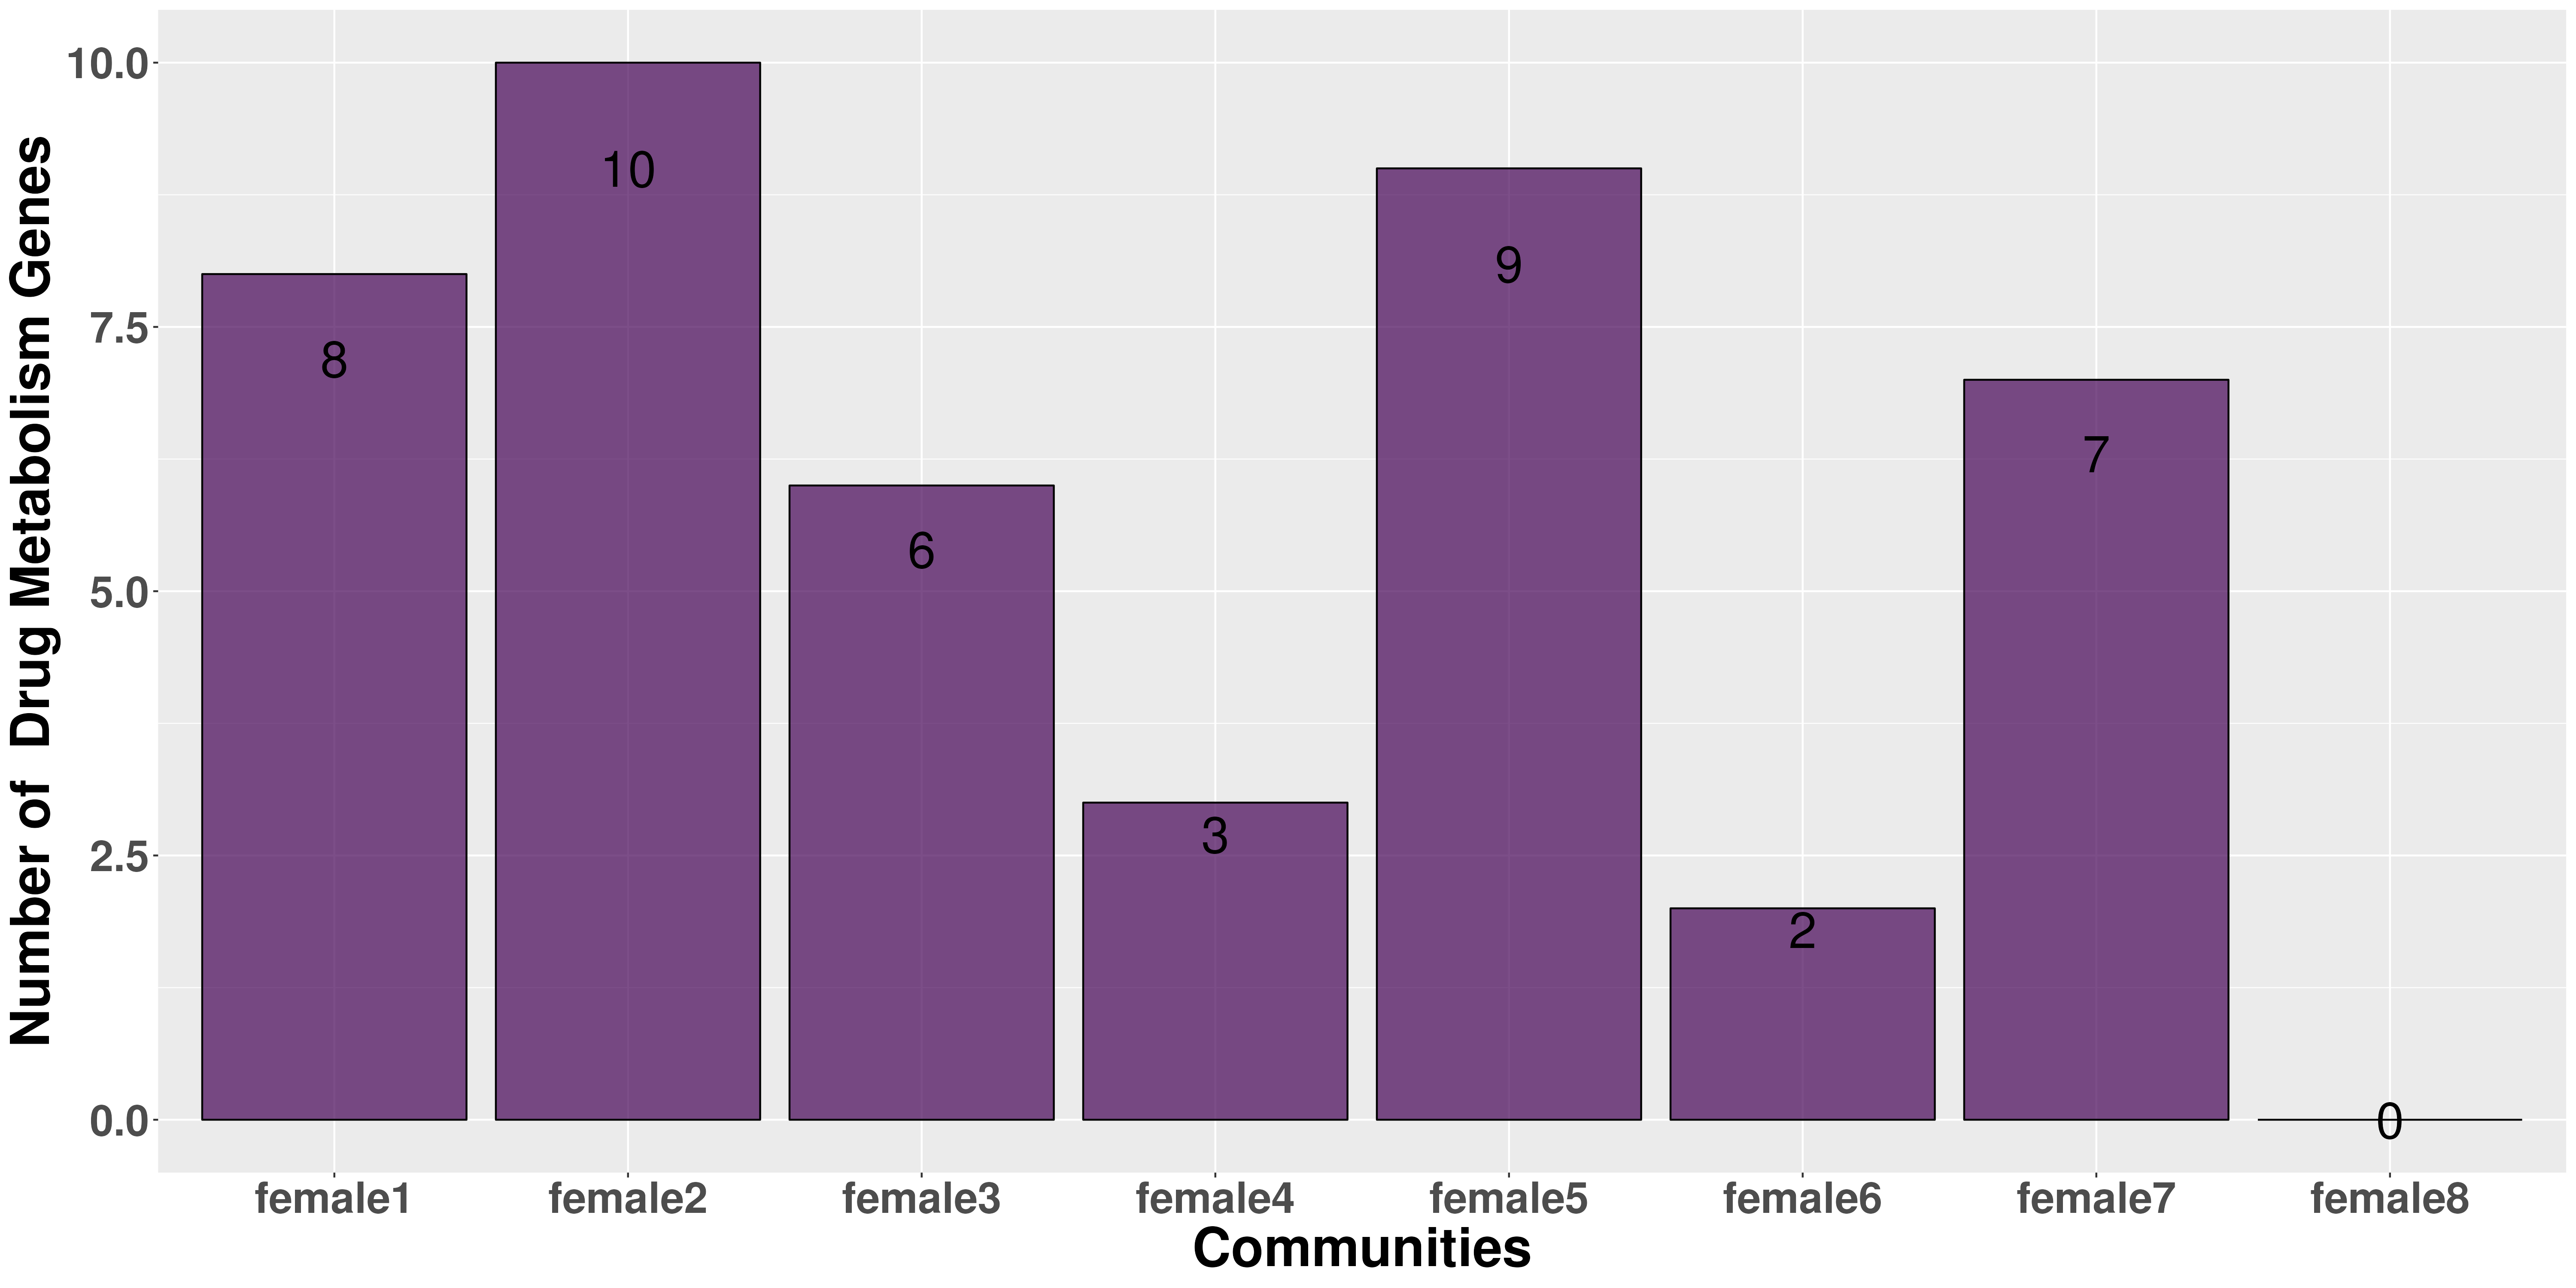 Number of  Drug Metabolism Genes
10.0
7.5
5.0
2.5
0.0
8
10
6
3
9
2
7
0
female1
female2
female3
female4
female5
female6
female7
female8
Communities